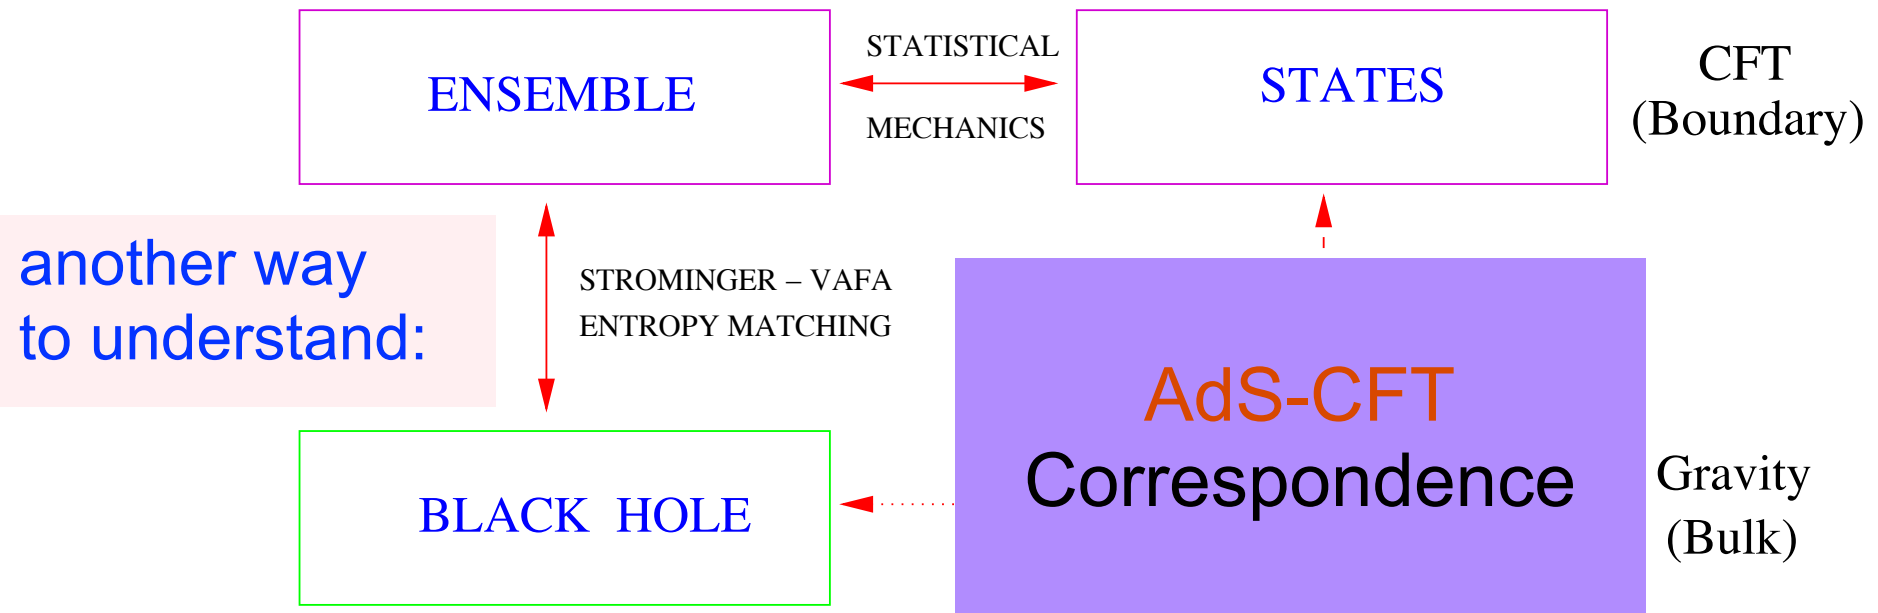 ENSEMBLE
STATISTICAL
MECHANICS
STATES
CFT
(Boundary)
another way
to understand:
STROMINGER – VAFA
ENTROPY MATCHING
AdS-CFT
Correspondence
BLACK HOLE
Gravity
(Bulk)